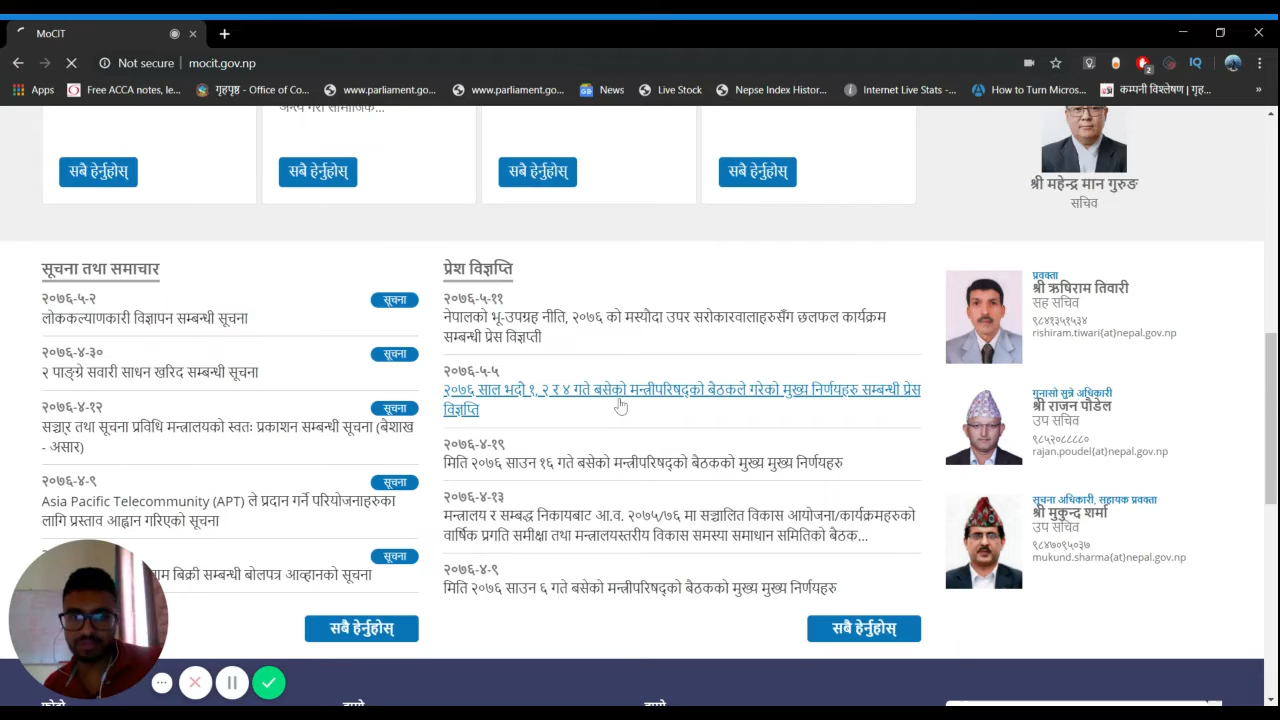 MoCIT
Not secure | mocit.gov.np
Apps
Free ACCA notes, le...
गृहपृष्ठ - Office of Co...
www.parliament.go...
www.parliament.go...
News
Live Stock
Nepse Index Histor...
Internet Live Stats -...
How to Turn Micros...
कम्पनी विश्लेषण | गृह...
»
सबै हेर्नुहोस्
सबै हेर्नुहोस्
सबै हेर्नुहोस्
सबै हेर्नुहोस्
श्री महेन्द्र मान गुरुङ
सचिव
सूचना तथा समाचार
२०७६-५-२
सूचना
लोककल्याणकारी विज्ञापन सम्बन्धी सूचना
२०७६-४-३०
सूचना
२ पाङ्ग्रे सवारी साधन खरिद सम्बन्धी सूचना
२०७६-४-१२
सूचना
सञ्चार तथा सूचना प्रविधि मन्त्रालयको स्वतः प्रकाशन सम्बन्धी सूचना (बैशाख
- असार)
२०७६-४-९
सूचना
Asia Pacific Telecommunity (APT) ले प्रदान गर्ने परियोजनाहरुका
लागि प्रस्ताव आह्वान गरिएको सूचना
सूचना
बिक्री सम्बन्धी बोलपत्र आव्हानको सूचना
सबै हेर्नुहोस्
प्रेश विज्ञप्ति
२०७६-५-११
नेपालको भू-उपग्रह नीति, २०७६ को मस्यौदा उपर सरोकारवालाहरुसँग छलफल कार्यक्रम
सम्बन्धी प्रेस विज्ञप्ती
२०७६-५-५
२०७६ साल भदो १, २ र ४ गते बसेको मन्त्रीपरिषद्को बैठकले गरेको मुख्य निर्णयहरु सम्बन्धी प्रेस
विज्ञप्ति
२०७६-४-१९
मिति २०७६ साउन १६ गते बसेको मन्त्रीपरिषद्को बैठकको मुख्य मुख्य निर्णयहरु
२०७६-४-१३
मन्त्रालय र सम्बद्ध निकायबाट आ.व. २०७५/७६ मा सञ्चालित विकास आयोजना/कार्यक्रमहरुको
वार्षिक प्रगति समीक्षा तथा मन्त्रालयस्तरीय विकास समस्या समाधान समितिको बैठक...
२०७६-४-९
मिति २०७६ साउन ६ गते बसेको मन्त्रीपरिषद्को बैठकको मुख्य मुख्य निर्णयहरु
सबै हेर्नुहोस्
प्रवक्ता
श्री ऋषिराम तिवारी
सह सचिव
९८४१३५१५३४
rishiram.tiwari{at}nepal.gov.np
गुनासो सुन्ने अधिकारी
श्री राजन पौडेल
उप सचिव
९८५२०८८८८०
rajan.poudel{at}nepal.gov.np
सूचना अधिकारी, सहायक प्रवक्ता
श्री मुकुन्द शर्मा
उप सचिव
९८४७०९५०३७
mukund.sharma{at}nepal.gov.np